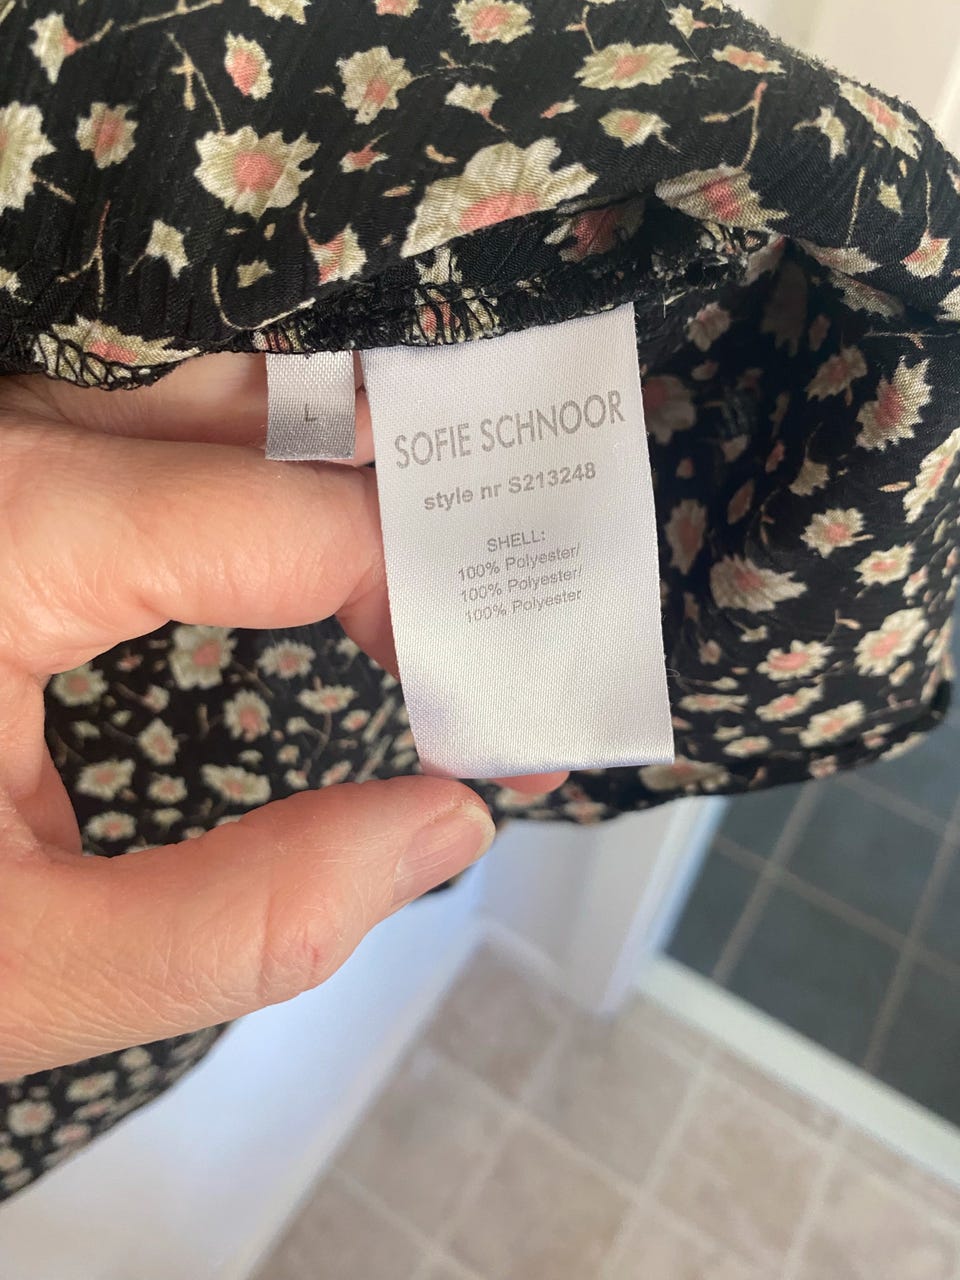 L
SOFIE SCHNOOR
style nr S213248
SHELL:
100% Polyester/
100% Polyester/
100% Polyester